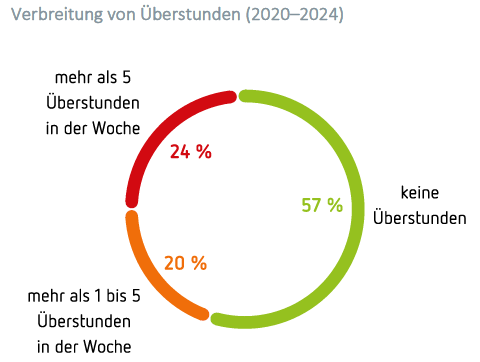 Verbreitung von Überstunden (2020–2024)
mehr als 5
Überstunden
in der Woche
24 %
57 %
keine
Überstunden
20 %
mehr als 1 bis 5
Überstunden
in der Woche